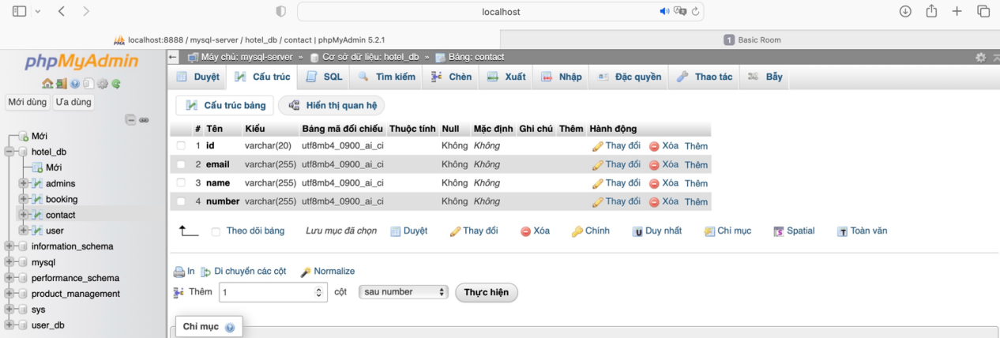 localhost
localhost:8888 / mysql-server / hotel_db / contact | phpMyAdmin 5.2.1
1 Basic Room
phpMyAdmin
Mới dùng Ưa dùng
Mới
hotel_db
Mới
admins
booking
contact
user
information_schema
mysql
performance_schema
product_management
sys
user_db
Máy chủ: mysql-server » Cơ sở dữ liệu: hotel_db » Bảng: contact
Duyệt Cấu trúc SQL Tìm kiếm Chèn Xuất Nhập Đặc quyền Thao tác Bẫy
Cấu trúc bảng Hiển thị quan hệ
# Tên Kiểu Bảng mã đối chiếu Thuộc tính Null Mặc định Ghi chú Thêm Hành động
1 id varchar(20) utf8mb4_0900_ai_ci Không Không Thay đổi Xóa Thêm
2 email varchar(255) utf8mb4_0900_ai_ci Không Không Thay đổi Xóa Thêm
3 name varchar(255) utf8mb4_0900_ai_ci Không Không Thay đổi Xóa Thêm
4 number varchar(255) utf8mb4_0900_ai_ci Không Không Thay đổi Xóa Thêm
Theo dõi bảng Lưu mục đã chọn Duyệt Thay đổi Xóa Chính Duy nhất Chỉ mục Spatial Toàn văn
In Di chuyển các cột Normalize
Thêm 1 cột sau number Thực hiện
Chỉ mục